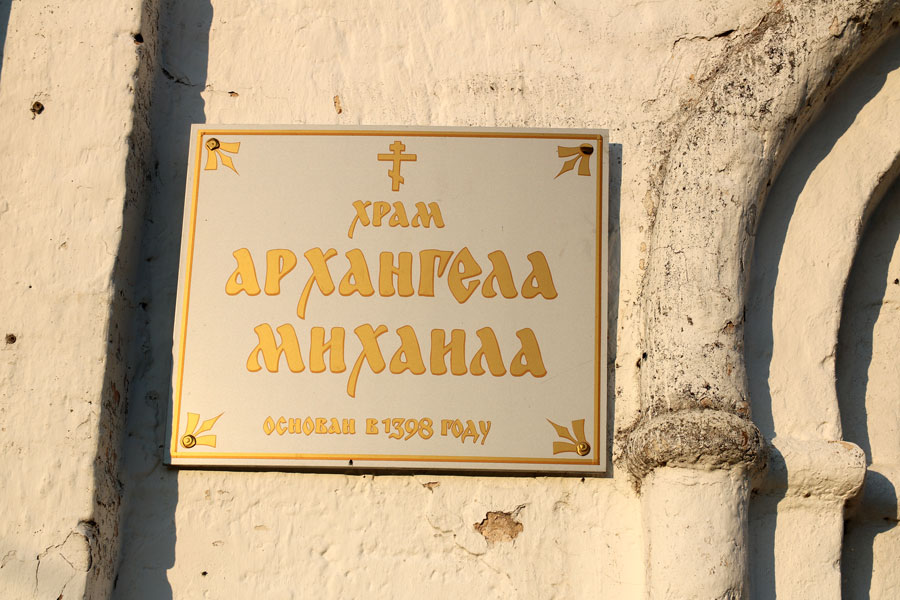 ХРАМ
АРХАНГЕЛА
МИХАИЛА
ОСНОВАН В 1398 ГОДУ